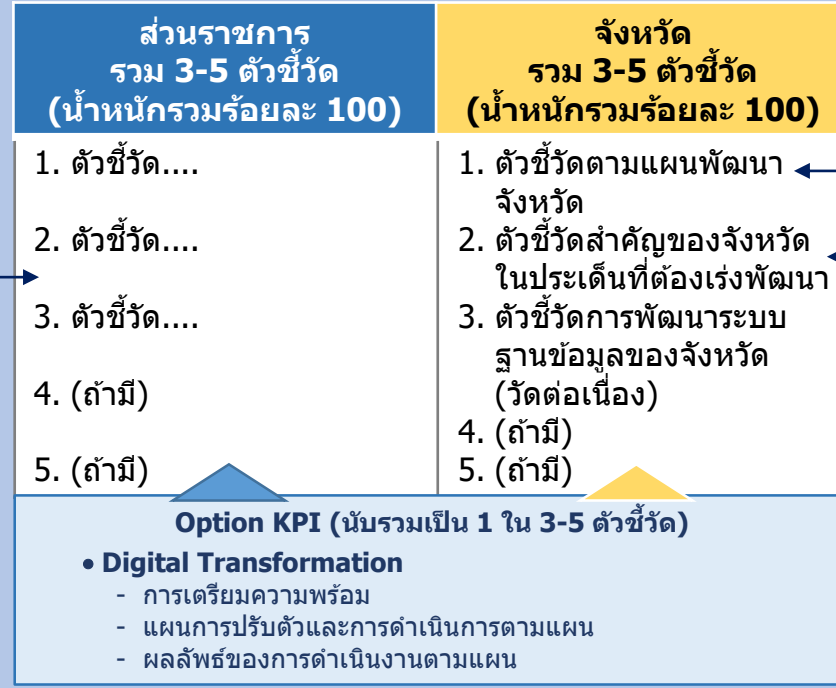 ส่วนราชการ
รวม 3-5 ตัวชี้วัด
(น้ำหนักรวมร้อยละ 100)
จังหวัด
รวม 3-5 ตัวชี้วัด
(น้ำหนักรวมร้อยละ 100)
1. ตัวชี้วัด....
2. ตัวชี้วัด....
3. ตัวชี้วัด....
4. (ถ้ามี)
5. (ถ้ามี)
1. ตัวชี้วัดตามแผนพัฒนา
จังหวัด
2. ตัวชี้วัดสำคัญของจังหวัด
ในประเด็นที่ต้องเร่งพัฒนา
3. ตัวชี้วัดการพัฒนาระบบ
ฐานข้อมูลของจังหวัด
(วัดต่อเนื่อง)
4. (ถ้ามี)
5. (ถ้ามี)
Option KPI (นับรวมเป็น 1 ใน 3-5 ตัวชี้วัด)
• Digital Transformation
- การเตรียมความพร้อม
- แผนการปรับตัวและการดำเนินการตามแผน
- ผลลัพธ์ของการดำเนินงานตามแผน